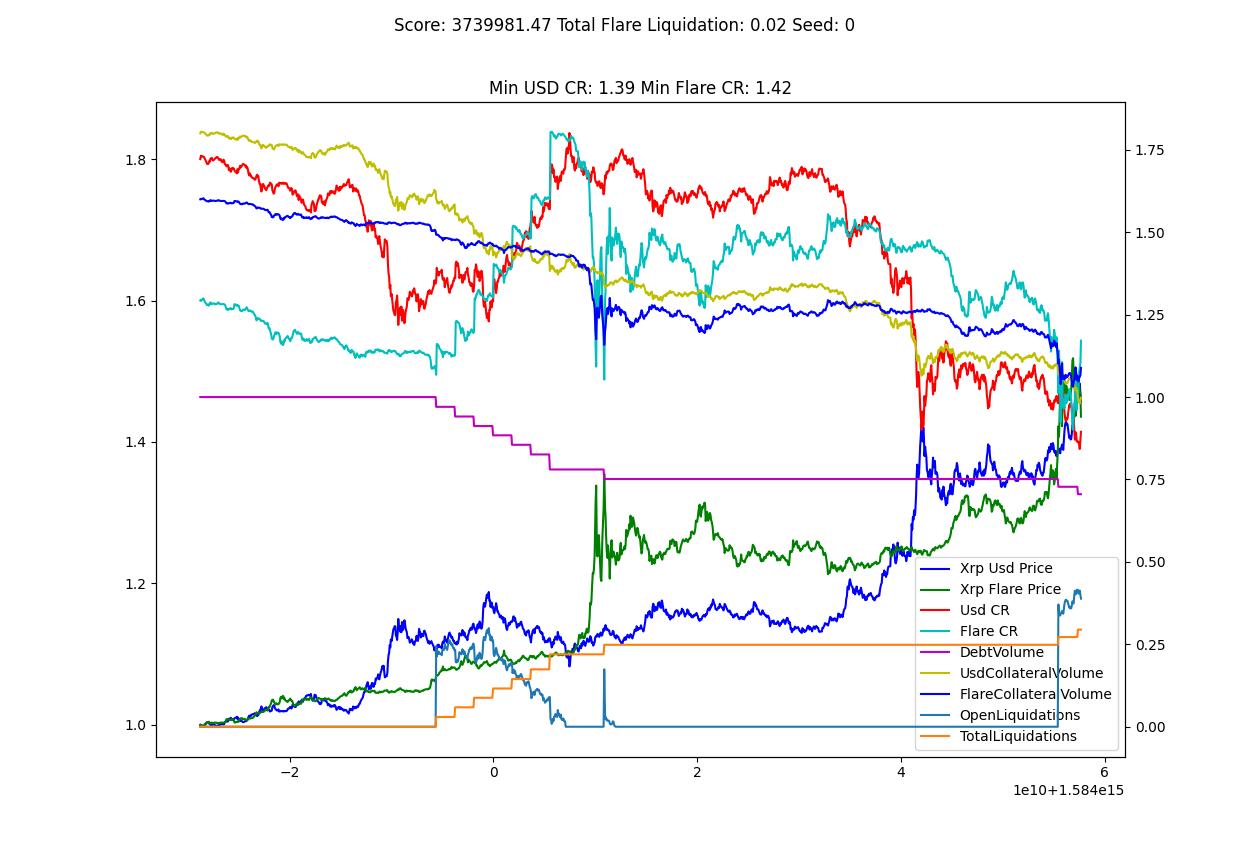 Score: 3739981.47 Total Flare Liquidation: 0.02 Seed: 0
Min USD CR: 1.39 Min Flare CR: 1.42
1.8
1.6
1.4
1.2
1.0
1.75
1.50
1.25
1.00
0.75
0.50
0.25
0.00
Xrp Usd Price
Xrp Flare Price
Usd CR
Flare CR
DebtVolume
UsdCollateralVolume
FlareCollateralVolume
OpenLiquidations
TotalLiquidations
−2
0
2
4
6
1e10+1.584e15